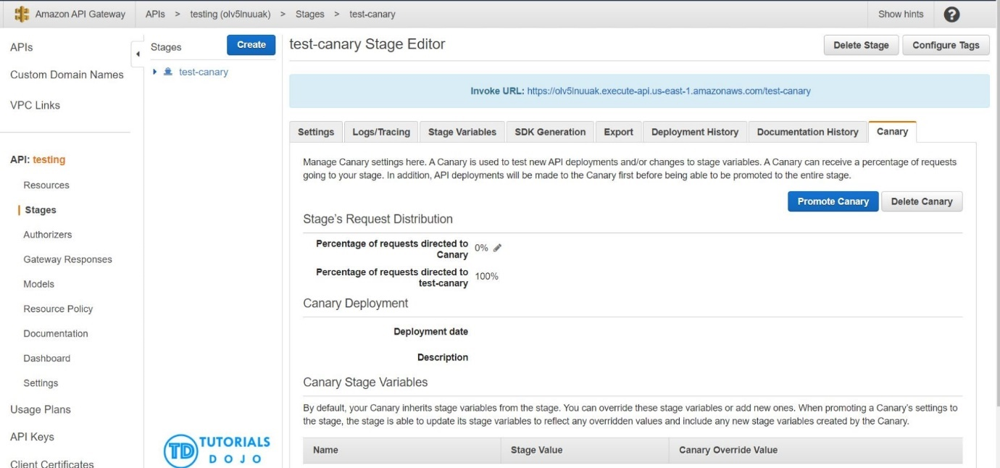 Amazon API Gateway
APIs > testing (olv5lnuuak) > Stages > test-canary
Show hints
?
APIs
Custom Domain Names
VPC Links
API: testing
Resources
Stages
Authorizers
Gateway Responses
Models
Resource Policy
Documentation
Dashboard
Settings
Usage Plans
API Keys
Client Certificates
Stages
Create
test-canary
TD TUTORIALS
DOJO
test-canary Stage Editor
Delete Stage
Configure Tags
Invoke URL: https://olv5lnuuak.execute-api.us-east-1.amazonaws.com/test-canary
Settings
Logs/Tracing
Stage Variables
SDK Generation
Export
Deployment History
Documentation History
Canary
Manage Canary settings here. A Canary is used to test new API deployments and/or changes to stage variables. A Canary can receive a percentage of requests
going to your stage. In addition, API deployments will be made to the Canary first before being able to be promoted to the entire stage.
Promote Canary
Delete Canary
Stage's Request Distribution
Percentage of requests directed to
Canary
0%
Percentage of requests directed to
test-canary
100%
Canary Deployment
Deployment date
Description
Canary Stage Variables
By default, your Canary inherits stage variables from the stage. You can override these stage variables or add new ones. When promoting a Canary's settings to
the stage, the stage is able to update its stage variables to reflect any overridden values and include any new stage variables created by the Canary.
Name
Stage Value
Canary Override Value